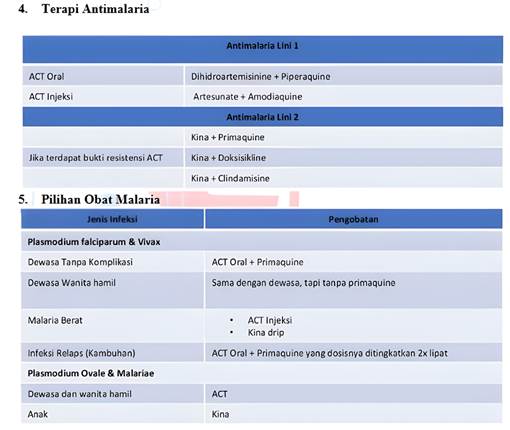 4. Terapi Antimalaria
Antimalaria Lini 1
ACT Oral Dihidroartemisinine + Piperaquine
ACT Injeksi Artesunate + Amodiaquine
Antimalaria Lini 2
Kina + Primaquine
Jika terdapat bukti resistensi ACT Kina + Doksisikline
Kina + Clindamisine
5. Pilihan Obat Malaria
Jenis Infeksi Pengobatan
Plasmodium falciparum & Vivax
Dewasa Tanpa Komplikasi ACT Oral + Primaquine
Dewasa Wanita hamil Sama dengan dewasa, tapi tanpa primaquine
Malaria Berat • ACT Injeksi
• Kina drip
Infeksi Relaps (Kambuhan) ACT Oral + Primaquine yang dosisnya ditingkatkan 2x lipat
Plasmodium Ovale & Malariae
Dewasa dan wanita hamil ACT
Anak Kina